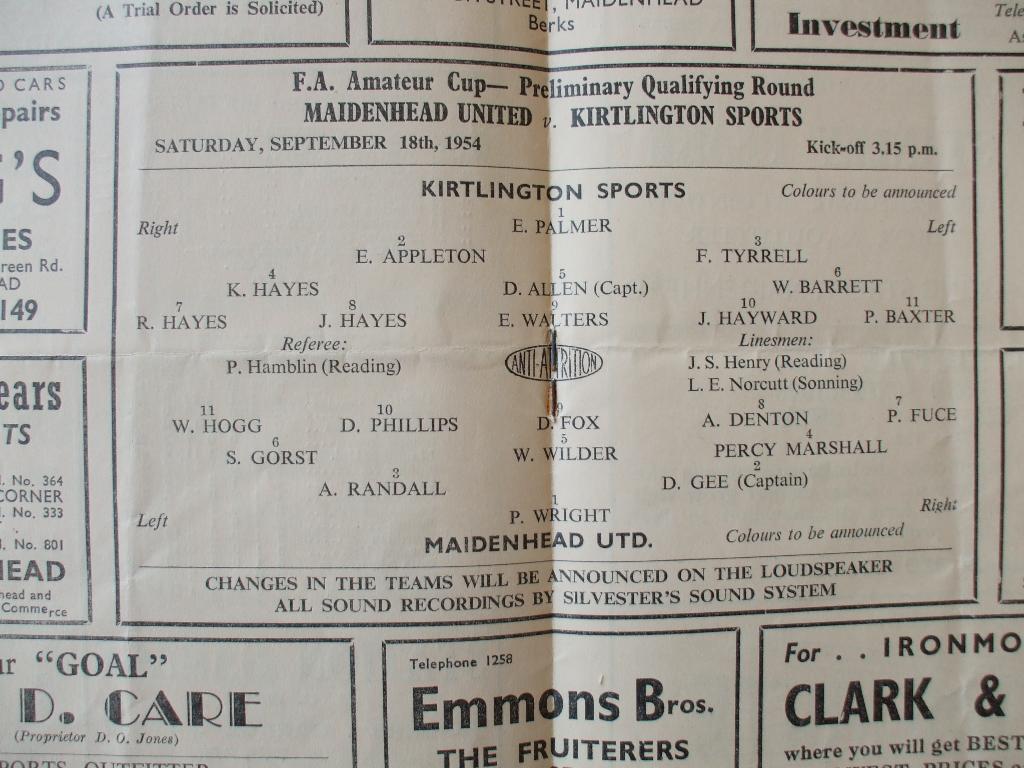 (A Trial Order is Solicited)
MAIDENHEAD
Berks
Investment
CARS
pairs
'S
ES
reen Rd.
AD
149
F.A. Amateur Cup— Preliminary Qualifying Round
MAIDENHEAD UNITED v. KIRTLINGTON SPORTS
SATURDAY, SEPTEMBER 18th, 1954 Kick-off 3.15 p.m.
KIRTLINGTON SPORTS Colours to be announced
1
Right E. PALMER Left
2 3
E. APPLETON F. TYRRELL
4 5 6
K. HAYES D. ALLEN (Capt.) W. BARRETT
7 8 9 10 11
R. HAYES J. HAYES E. WALTERS J. HAYWARD P. BAXTER
Referee: Linesmen:
P. Hamblin (Reading) ANTI-ATTRITION J. S. Henry (Reading)
L. E. Norcutt (Sonning)
11 10 9 8 7
W. HOGG D. PHILLIPS D. FOX A. DENTON P. FUCE
6 5 4
S. GORST W. WILDER PERCY MARSHALL
3 2
A. RANDALL D. GEE (Captain)
1
Left P. WRIGHT Right
MAIDENHEAD UTD. Colours to be announced
CHANGES IN THE TEAMS WILL BE ANNOUNCED ON THE LOUDSPEAKER
ALL SOUND RECORDINGS BY SILVESTER'S SOUND SYSTEM
ears
TS
. No. 364
CORNER
. No. 333
. No. 801
HEAD
head and
Commerce
ur "GOAL"
D. CARE
(Proprietor D. O. Jones)
PORTS OUTFITTER
Telephone 1258
Emmons Bros.
THE FRUITERERS
For . . IRONMO
CLARK &
where you will get BEST